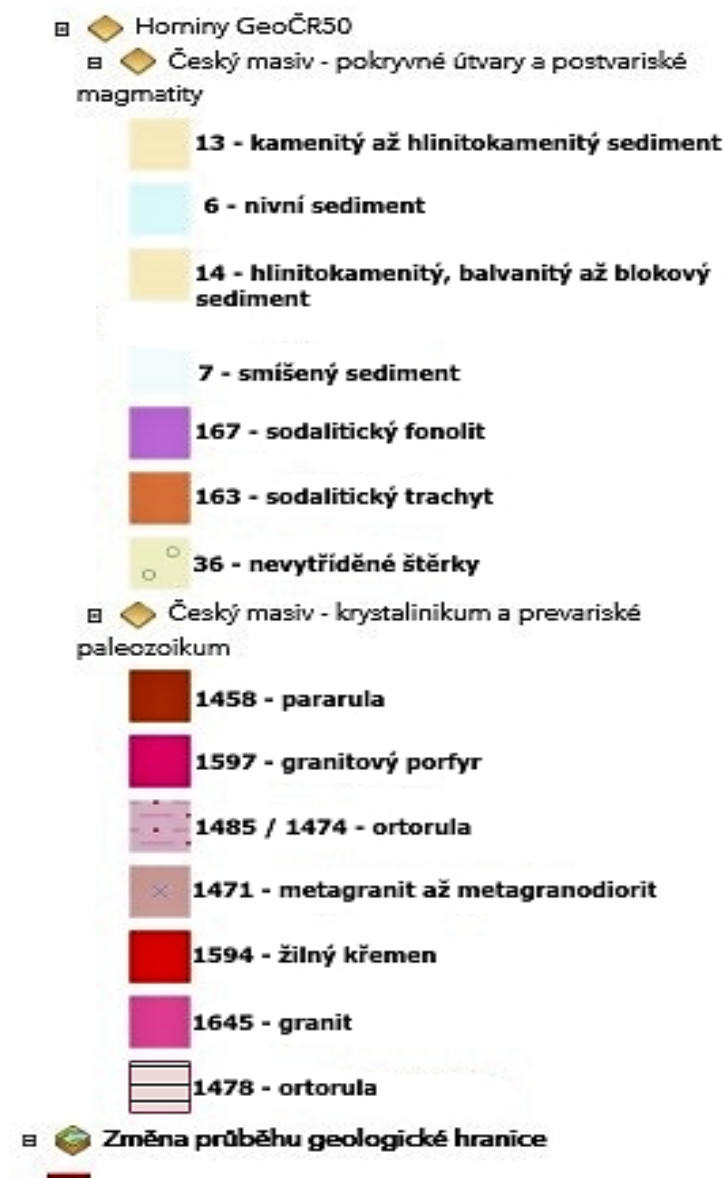 Horniny GeoČR50
Český masiv - pokryvné útvary a postvariské
magmatity
13 - kamenitý až hlinitokamenitý sediment
6 - nivní sediment
14 - hlinitokamenitý, balvanitý až blokový
sediment
7 - smíšený sediment
167 - sodalitický fonolit
163 - sodalitický trachyt
36 - nevytříděné štěrky
Český masiv - krystalinikum a prevariské
paleozoikum
1458 - pararula
1597 - granitový porfyr
1485 / 1474 - ortorula
1471 - metagranit až metagranodiorit
1594 - žilný křemen
1645 - granit
1478 - ortorula
Změna průběhu geologické hranice